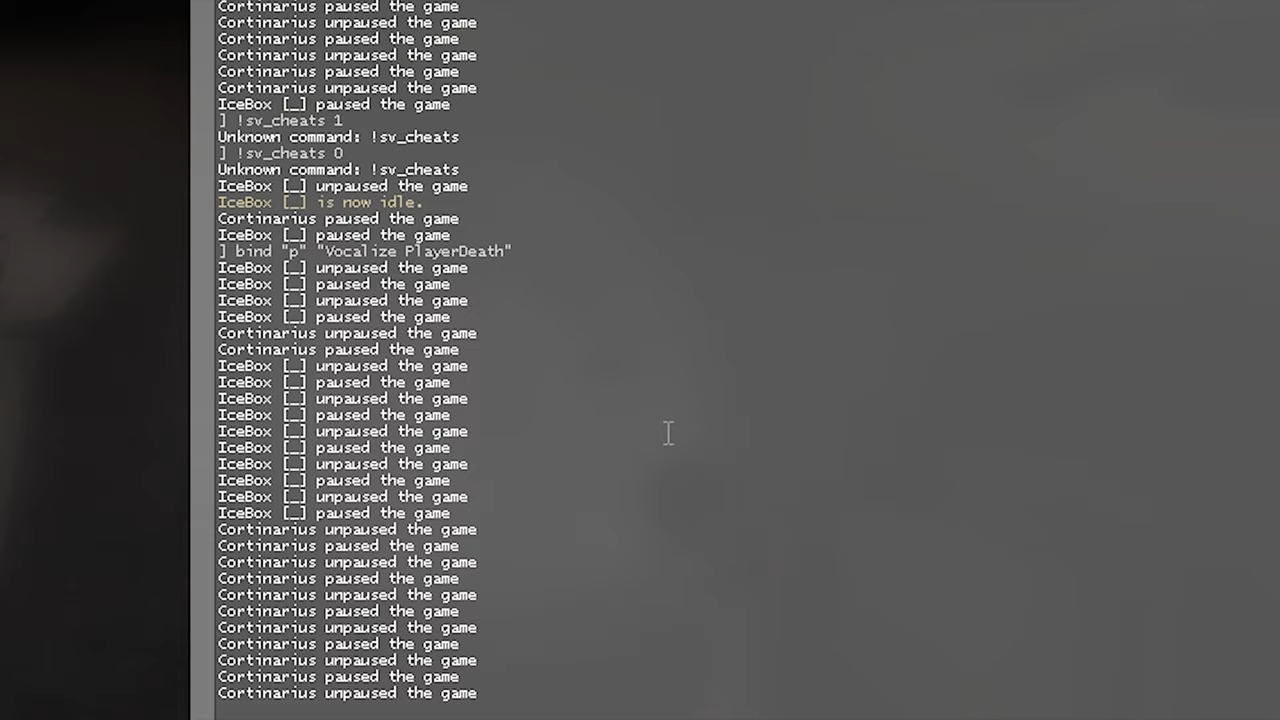 Cortinarius paused the game
Cortinarius unpaused the game
Cortinarius paused the game
Cortinarius unpaused the game
Cortinarius paused the game
Cortinarius unpaused the game
IceBox [_] paused the game
] !sv_cheats 1
Unknown command: !sv_cheats
] !sv_cheats 0
Unknown command: !sv_cheats
IceBox [_] unpaused the game
IceBox [_] is now idle.
Cortinarius paused the game
IceBox [_] paused the game
] bind "p" "Vocalize PlayerDeath"
IceBox [_] unpaused the game
IceBox [_] paused the game
IceBox [_] unpaused the game
IceBox [_] paused the game
Cortinarius unpaused the game
Cortinarius paused the game
IceBox [_] unpaused the game
IceBox [_] paused the game
IceBox [_] unpaused the game
IceBox [_] paused the game
IceBox [_] unpaused the game
IceBox [_] paused the game
IceBox [_] unpaused the game
IceBox [_] paused the game
IceBox [_] unpaused the game
IceBox [_] paused the game
Cortinarius unpaused the game
Cortinarius paused the game
Cortinarius unpaused the game
Cortinarius paused the game
Cortinarius unpaused the game
Cortinarius paused the game
Cortinarius unpaused the game
Cortinarius paused the game
Cortinarius unpaused the game
Cortinarius paused the game
Cortinarius unpaused the game